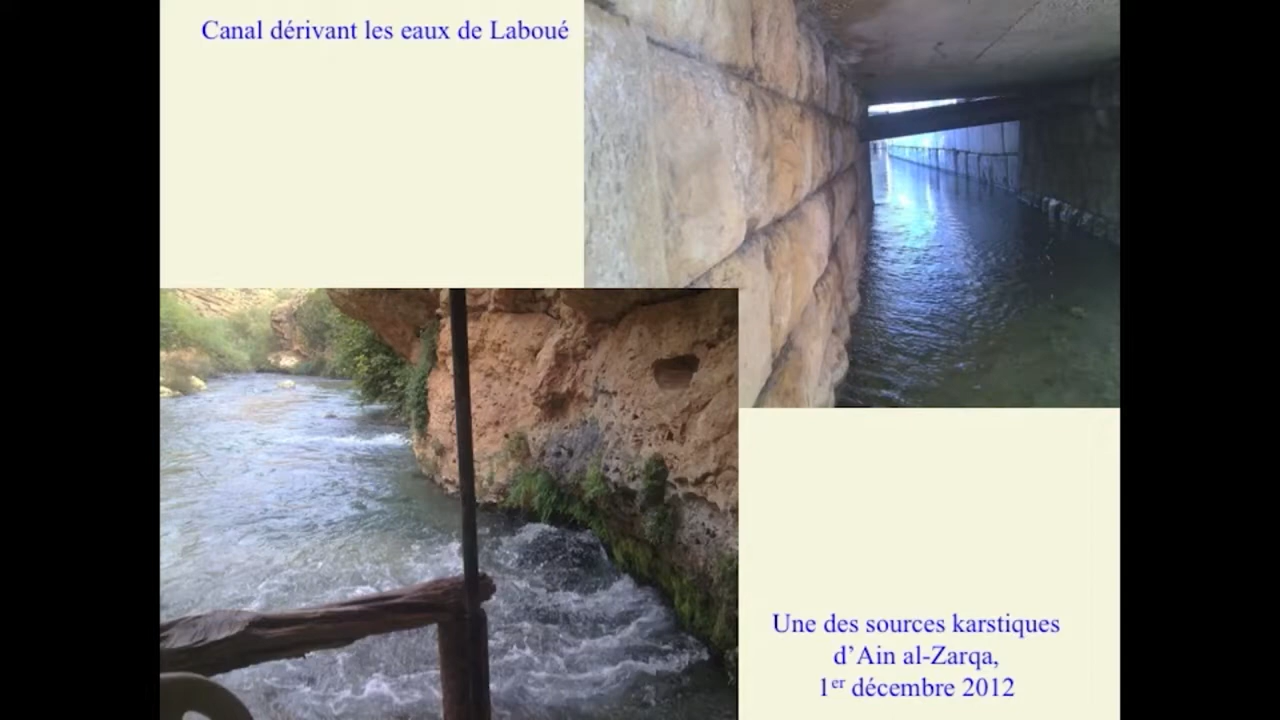 Canal dérivant les eaux de Laboué
Une des sources karstiques
d’Ain al-Zarqa,
1er décembre 2012